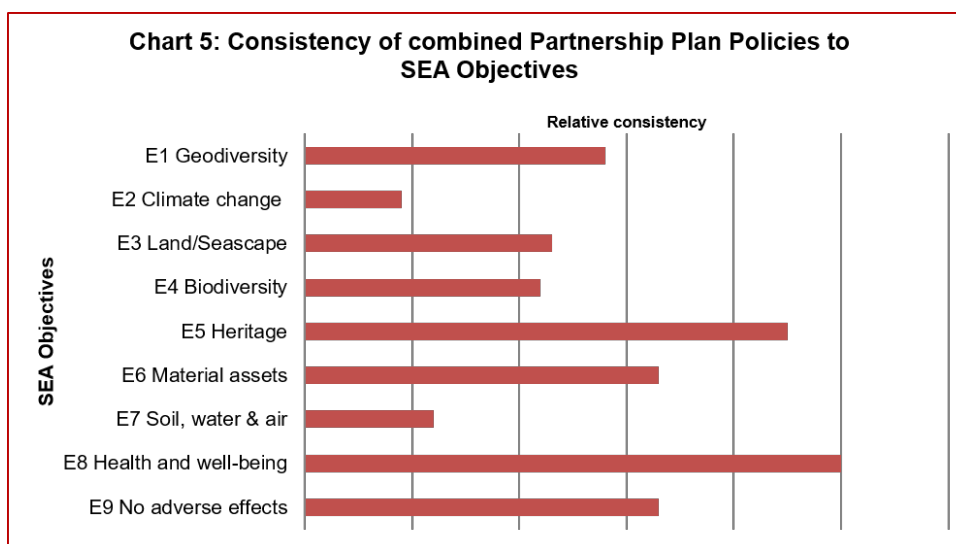 Chart 5: Consistency of combined Partnership Plan Policies to
SEA Objectives
Relative consistency
SEA Objectives
E1 Geodiversity
E2 Climate change
E3 Land/Seascape
E4 Biodiversity
E5 Heritage
E6 Material assets
E7 Soil, water & air
E8 Health and well-being
E9 No adverse effects